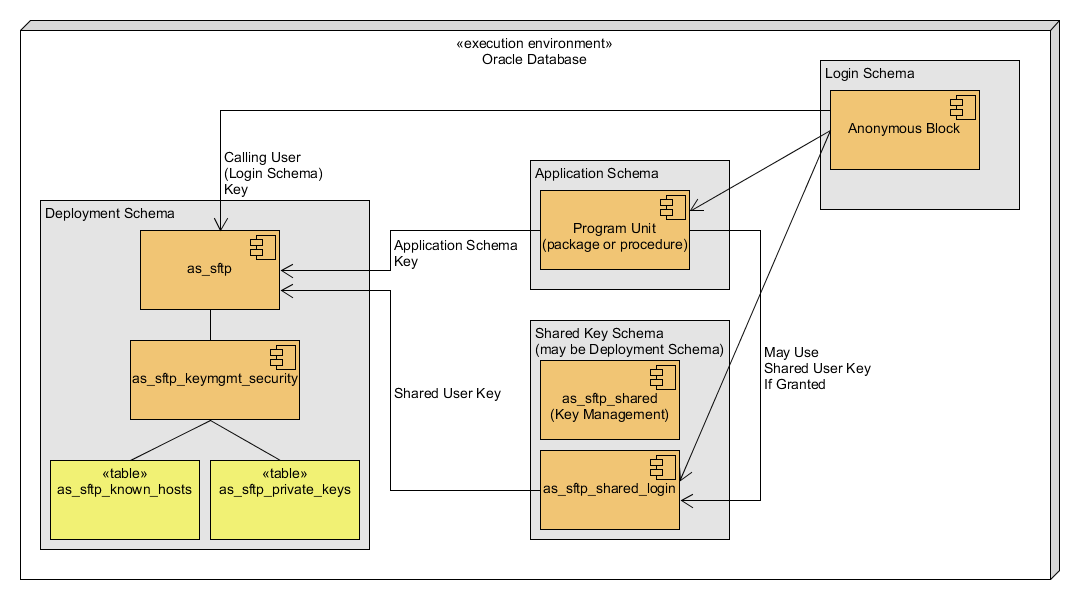 «execution environment»
Oracle Database
Login Schema
Anonymous Block
Calling User
(Login Schema)
Key
Application Schema
Program Unit
(package or procedure)
Deployment Schema
as_sftp
Application Schema
Key
as_sftp_keymgmt_security
Shared Key Schema
(may be Deployment Schema)
as_sftp_shared
(Key Management)
May Use
Shared User Key
If Granted
Shared User Key
«table»
as_sftp_known_hosts
«table»
as_sftp_private_keys
as_sftp_shared_login